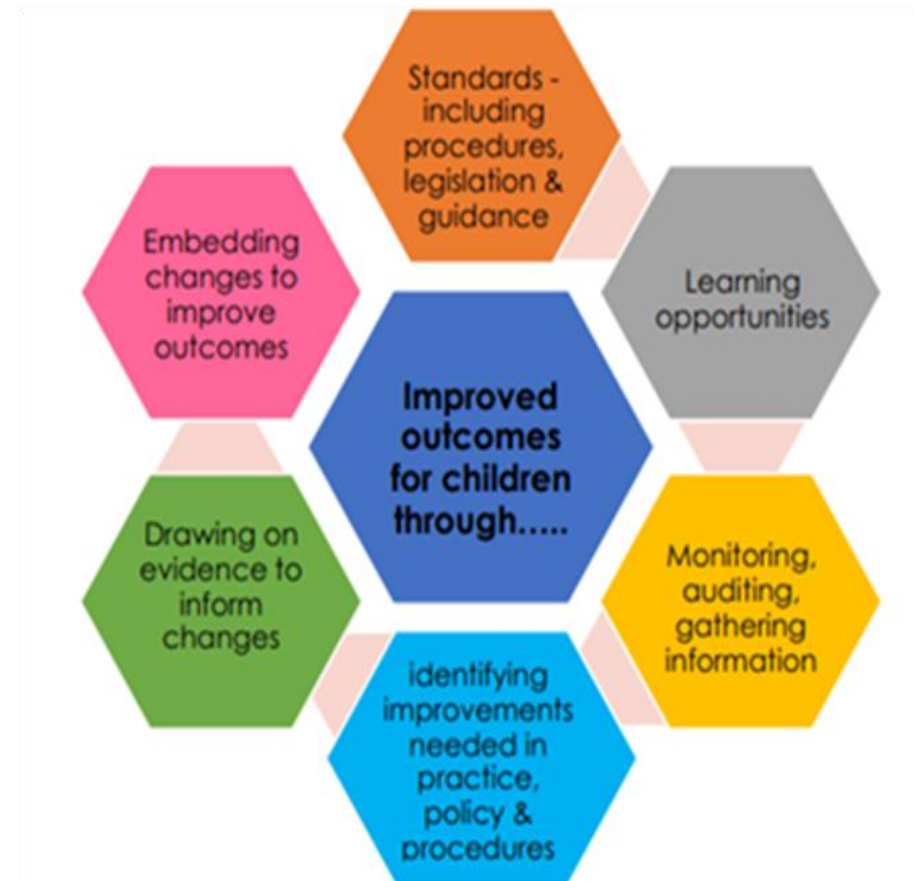 Standards -
including
procedures,
legislation &
guidance
Learning
opportunities
Monitoring,
auditing,
gathering
information
identifying
improvements
needed in
practice,
policy &
procedures
Drawing on
evidence to
inform
changes
Embedding
changes to
improve
outcomes
Improved
outcomes
for children
through.....